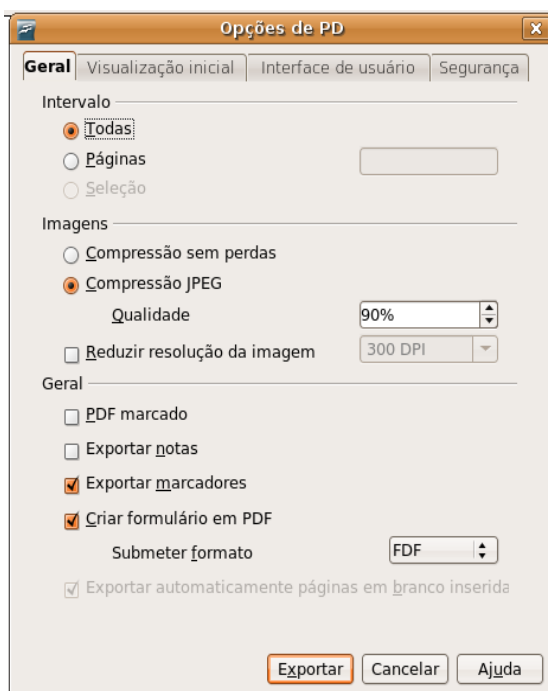 Opções de PD
Geral Visualização inicial Interface de usuário Segurança
Intervalo
Todas
Páginas
Seleção
Imagens
Compressão sem perdas
Compressão JPEG
Qualidade 90%
Reduzir resolução da imagem 300 DPI
Geral
PDF marcado
Exportar notas
Exportar marcadores
Criar formulário em PDF
Submeter formato FDF
Exportar automaticamente páginas em branco inserida
Exportar Cancelar Ajuda